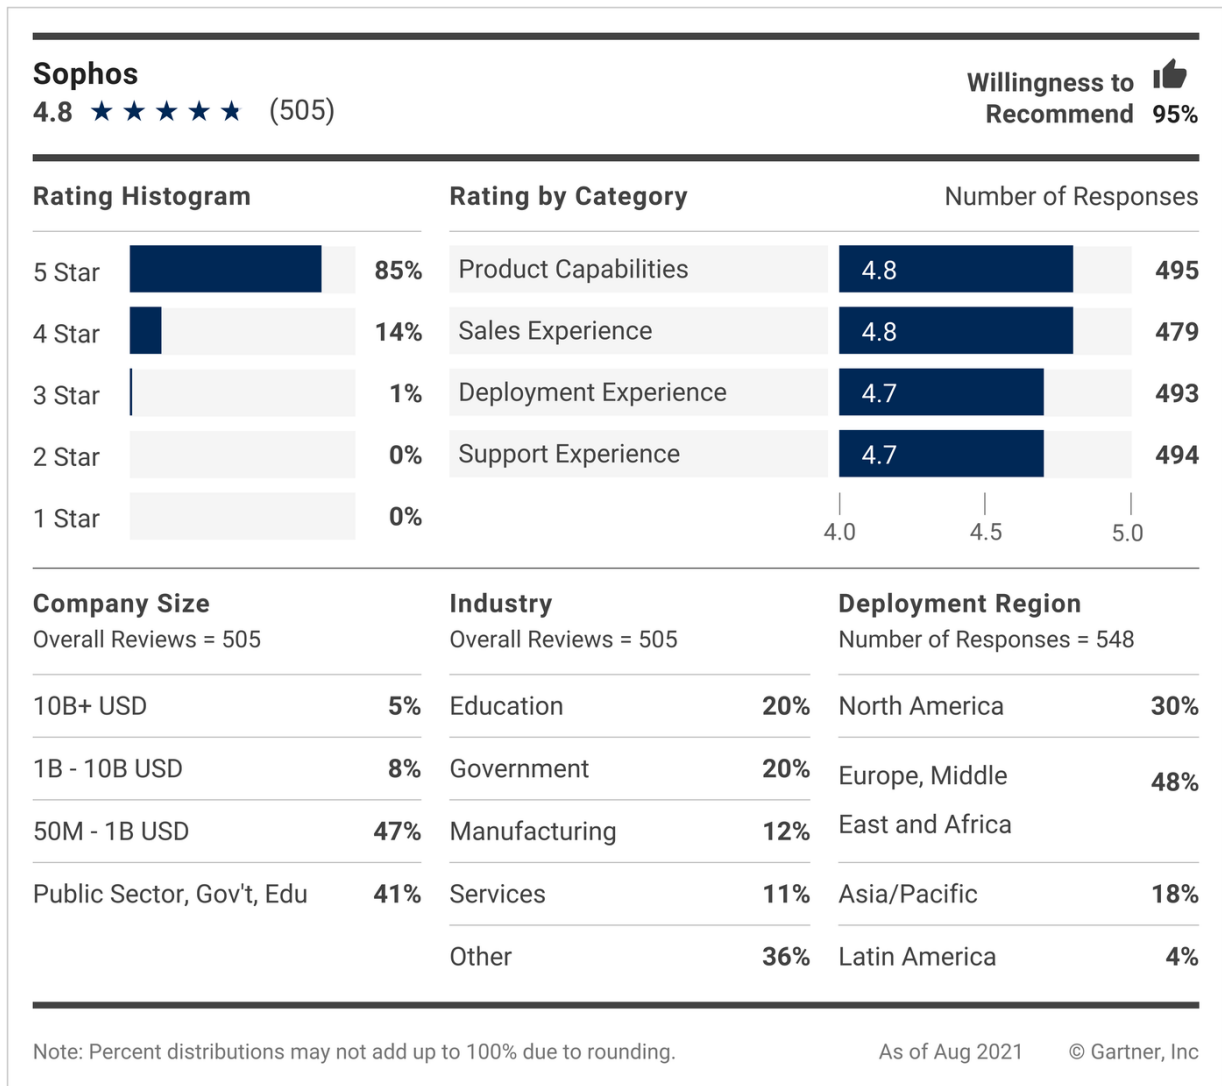 Sophos
4.8 (505)
Willingness to
Recommend 95%
Rating Histogram
5 Star 85%
4 Star 14%
3 Star 1%
2 Star 0%
1 Star 0%
Rating by Category Number of Responses
Product Capabilities 4.8 495
Sales Experience 4.8 479
Deployment Experience 4.7 493
Support Experience 4.7 494
4.0 4.5 5.0
Company Size
Overall Reviews = 505
10B+ USD 5%
1B - 10B USD 8%
50M - 1B USD 47%
Public Sector, Gov't, Edu 41%
Industry
Overall Reviews = 505
Education 20%
Government 20%
Manufacturing 12%
Services 11%
Other 36%
Deployment Region
Number of Responses = 548
North America 30%
Europe, Middle 48%
East and Africa
Asia/Pacific 18%
Latin America 4%
Note: Percent distributions may not add up to 100% due to rounding.
As of Aug 2021 © Gartner, Inc